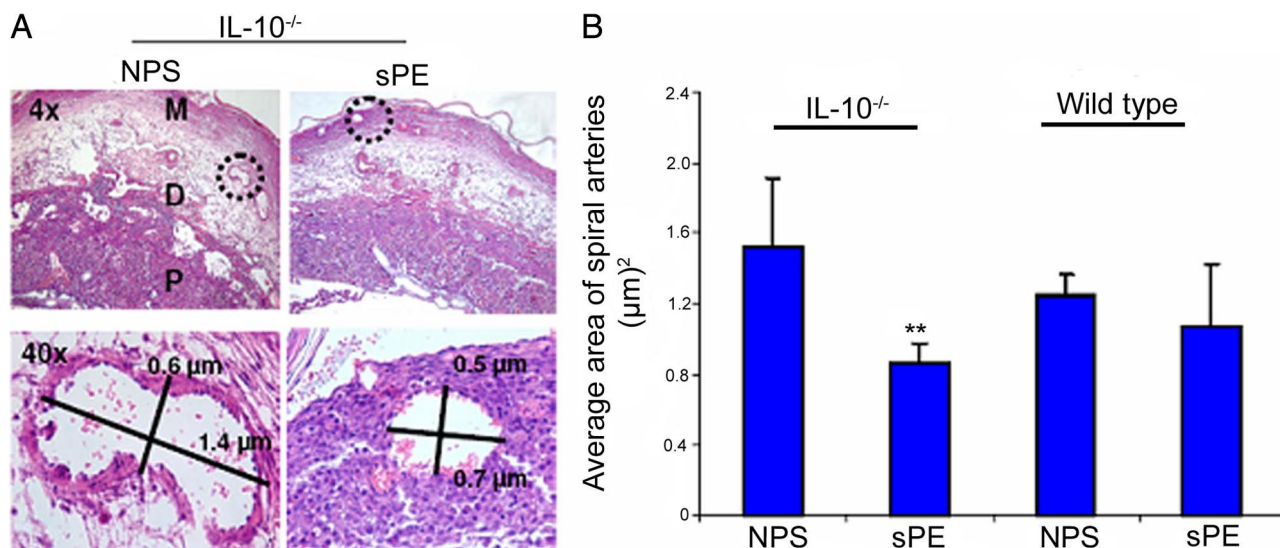 A
IL-10-/-
NPS
sPE
4x
M
D
P
40x
0.6 µm
1.4 µm
0.5 µm
0.7 µm
B
Average area of spiral arteries
(µm)2
2.4
2.0
1.6
1.2
0.8
0.4
0
IL-10-/-
Wild type
**
NPS
sPE
NPS
sPE